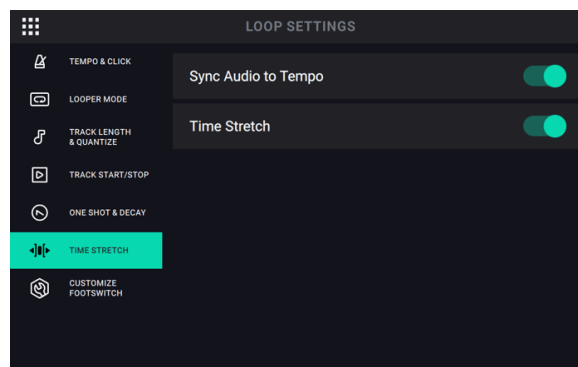 LOOP SETTINGS
TEMPO & CLICK
LOOPER MODE
TRACK LENGTH
& QUANTIZE
TRACK START/STOP
ONE SHOT & DECAY
TIME STRETCH
CUSTOMIZE
FOOTSWITCH
Sync Audio to Tempo
Time Stretch